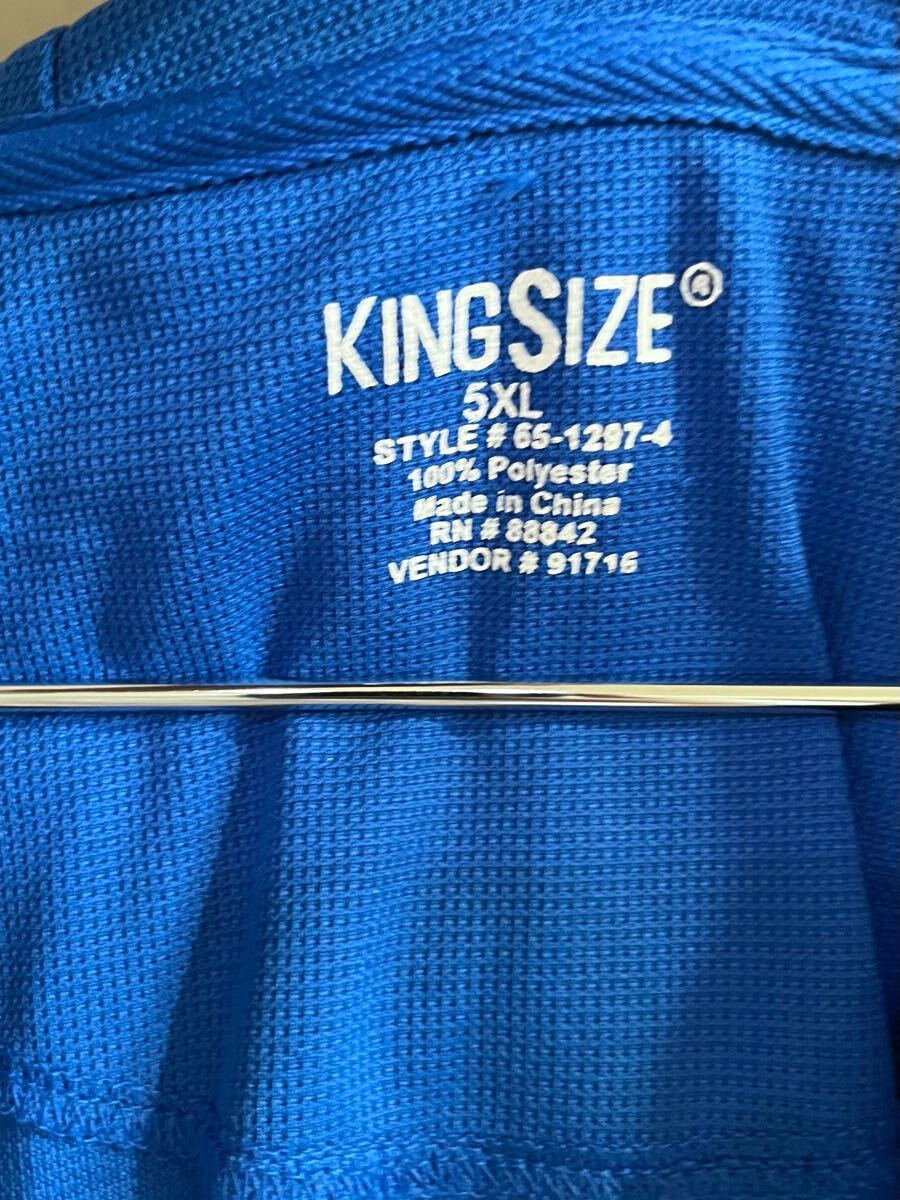 KINGSIZE®
5XL
STYLE # 65-1297-4
100% Polyester
Made in China
RN # 88842
VENDOR # 91716